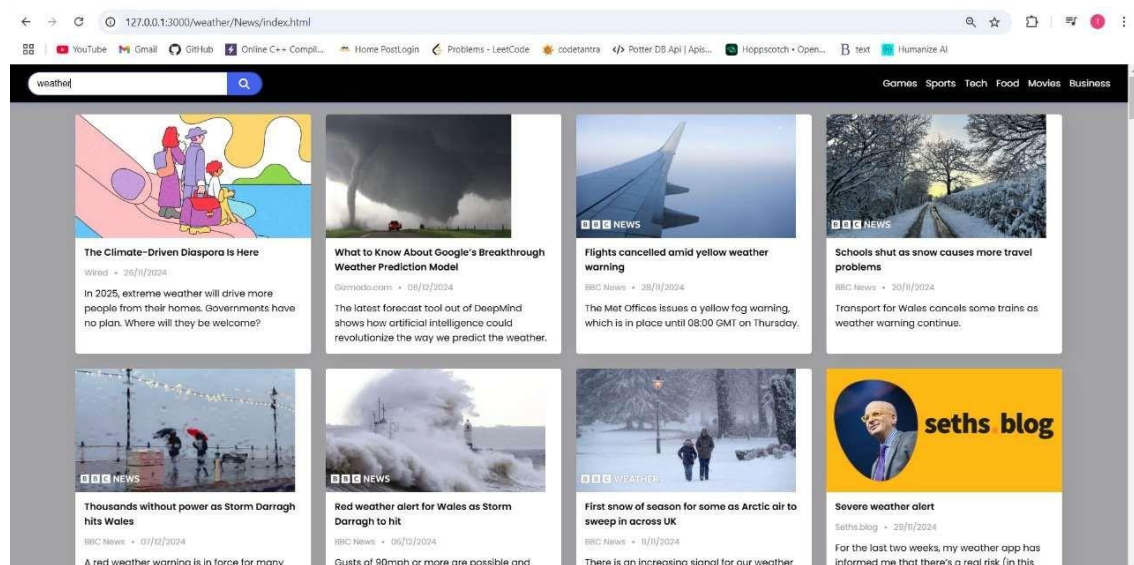 127.0.0.1:3000/weather/News/index.html
YouTube Gmail GitHub Online C++ Compil... Home PostLogin Problems - LeetCode codetantra Potter DB Api | Apis... Hoppscotch • Open... text Humanize AI
weather
Games Sports Tech Food Movies Business
The Climate-Driven Diaspora Is Here
Wired • 26/11/2024
In 2025, extreme weather will drive more
people from their homes. Governments have
no plan. Where will they be welcome?
What to Know About Google's Breakthrough
Weather Prediction Model
Gizmodo.com • 06/12/2024
The latest forecast tool out of DeepMind
shows how artificial intelligence could
revolutionize the way we predict the weather.
BBC NEWS
Flights cancelled amid yellow weather
warning
BBC News • 28/11/2024
The Met Offices issues a yellow fog warning,
which is in place until 08:00 GMT on Thursday.
BBC NEWS
Schools shut as snow causes more travel
problems
BBC News • 20/11/2024
Transport for Wales cancels some trains as
weather warning continue.
BBC NEWS
Thousands without power as Storm Darragh
hits Wales
BBC News • 07/12/2024
A red weather warning is in force for many
BBC NEWS
Red weather alert for Wales as Storm
Darragh to hit
BBC News • 06/12/2024
Gusts of 90mph or more are possible and
BBC WEATHER
First snow of season for some as Arctic air to
sweep in across UK
BBC News • 11/11/2024
There is an increasing signal for our weather
seths.blog
Severe weather alert
Seths.blog • 29/11/2024
For the last two weeks, my weather app has
informed me that there's a real risk (in this